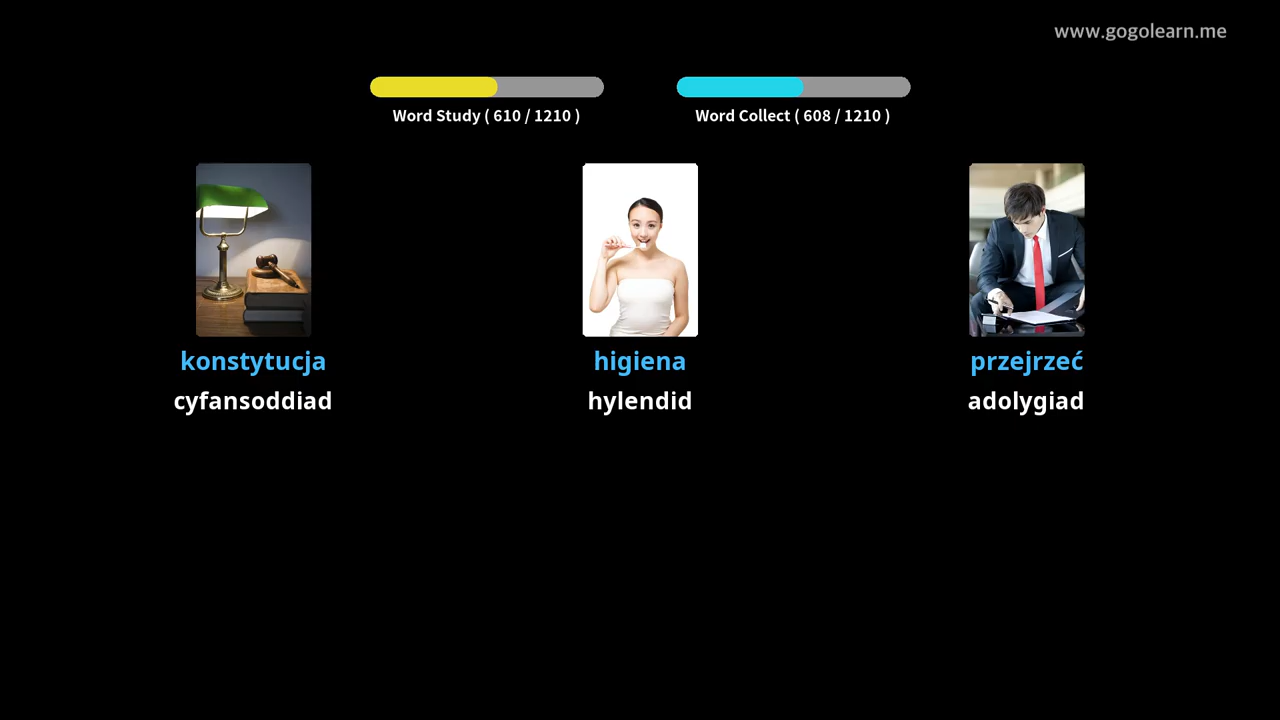 www.gogolearn.me
Word Study ( 610 / 1210 )
Word Collect ( 608 / 1210 )
konstytucja
higiena
przejrzeć
cyfansoddiad
hylendid
adolygiad